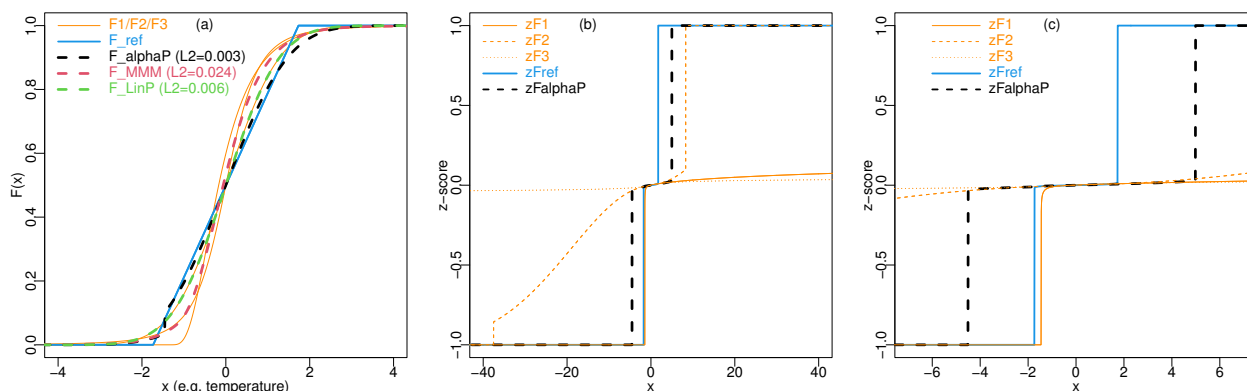 F1/F2/F3
F_ref
F_alphaP (L2=0.003)
F_MMM (L2=0.024)
F_LinP (L2=0.006)
(a)
F(x)
1.0
0.8
0.6
0.4
0.2
0.0
−4 −2 0 2 4
x (e.g. temperature)
zF1
zF2
zF3
zFref
zFalphaP
(b)
z−score
1.0
0.5
0.0
−0.5
−1.0
−40 −20 0 20 40
x
zF1
zF2
zF3
zFref
zFalphaP
(c)
z−score
1.0
0.5
0.0
−0.5
−1.0
−6 −4 −2 0 2 4 6
x